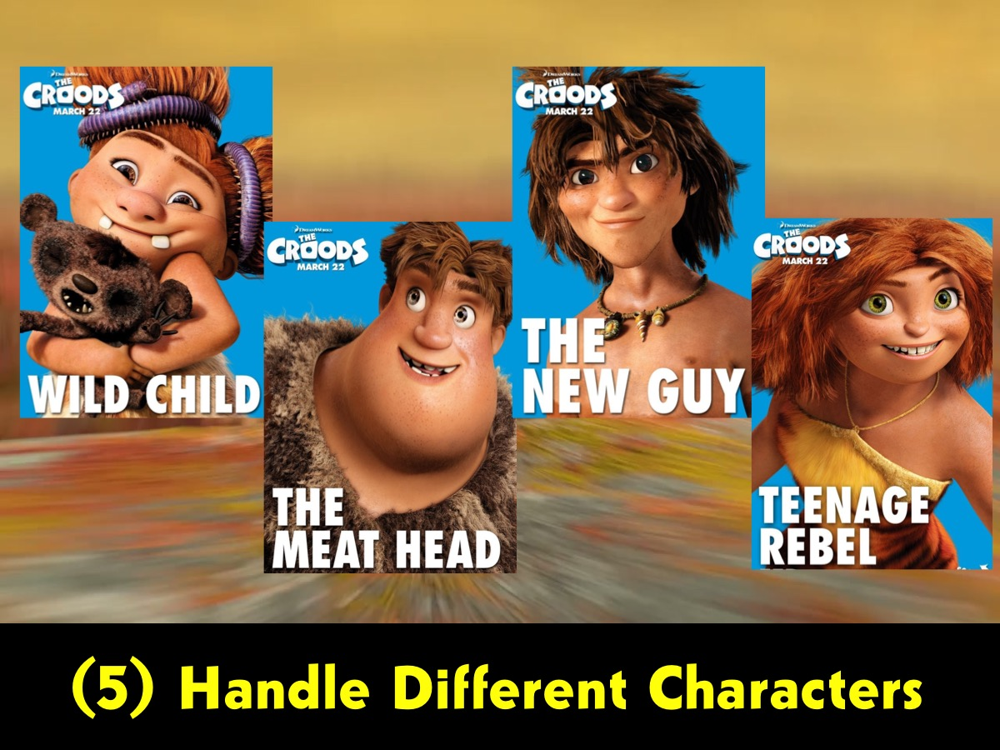 DREAMWORKS
THE
CROODS
MARCH 22
WILD CHILD
DREAMWORKS
THE
CROODS
MARCH 22
THE
MEAT HEAD
DREAMWORKS
THE
CROODS
MARCH 22
THE
NEW GUY
DREAMWORKS
THE
CROODS
MARCH 22
TEENAGE
REBEL
(5) Handle Different Characters